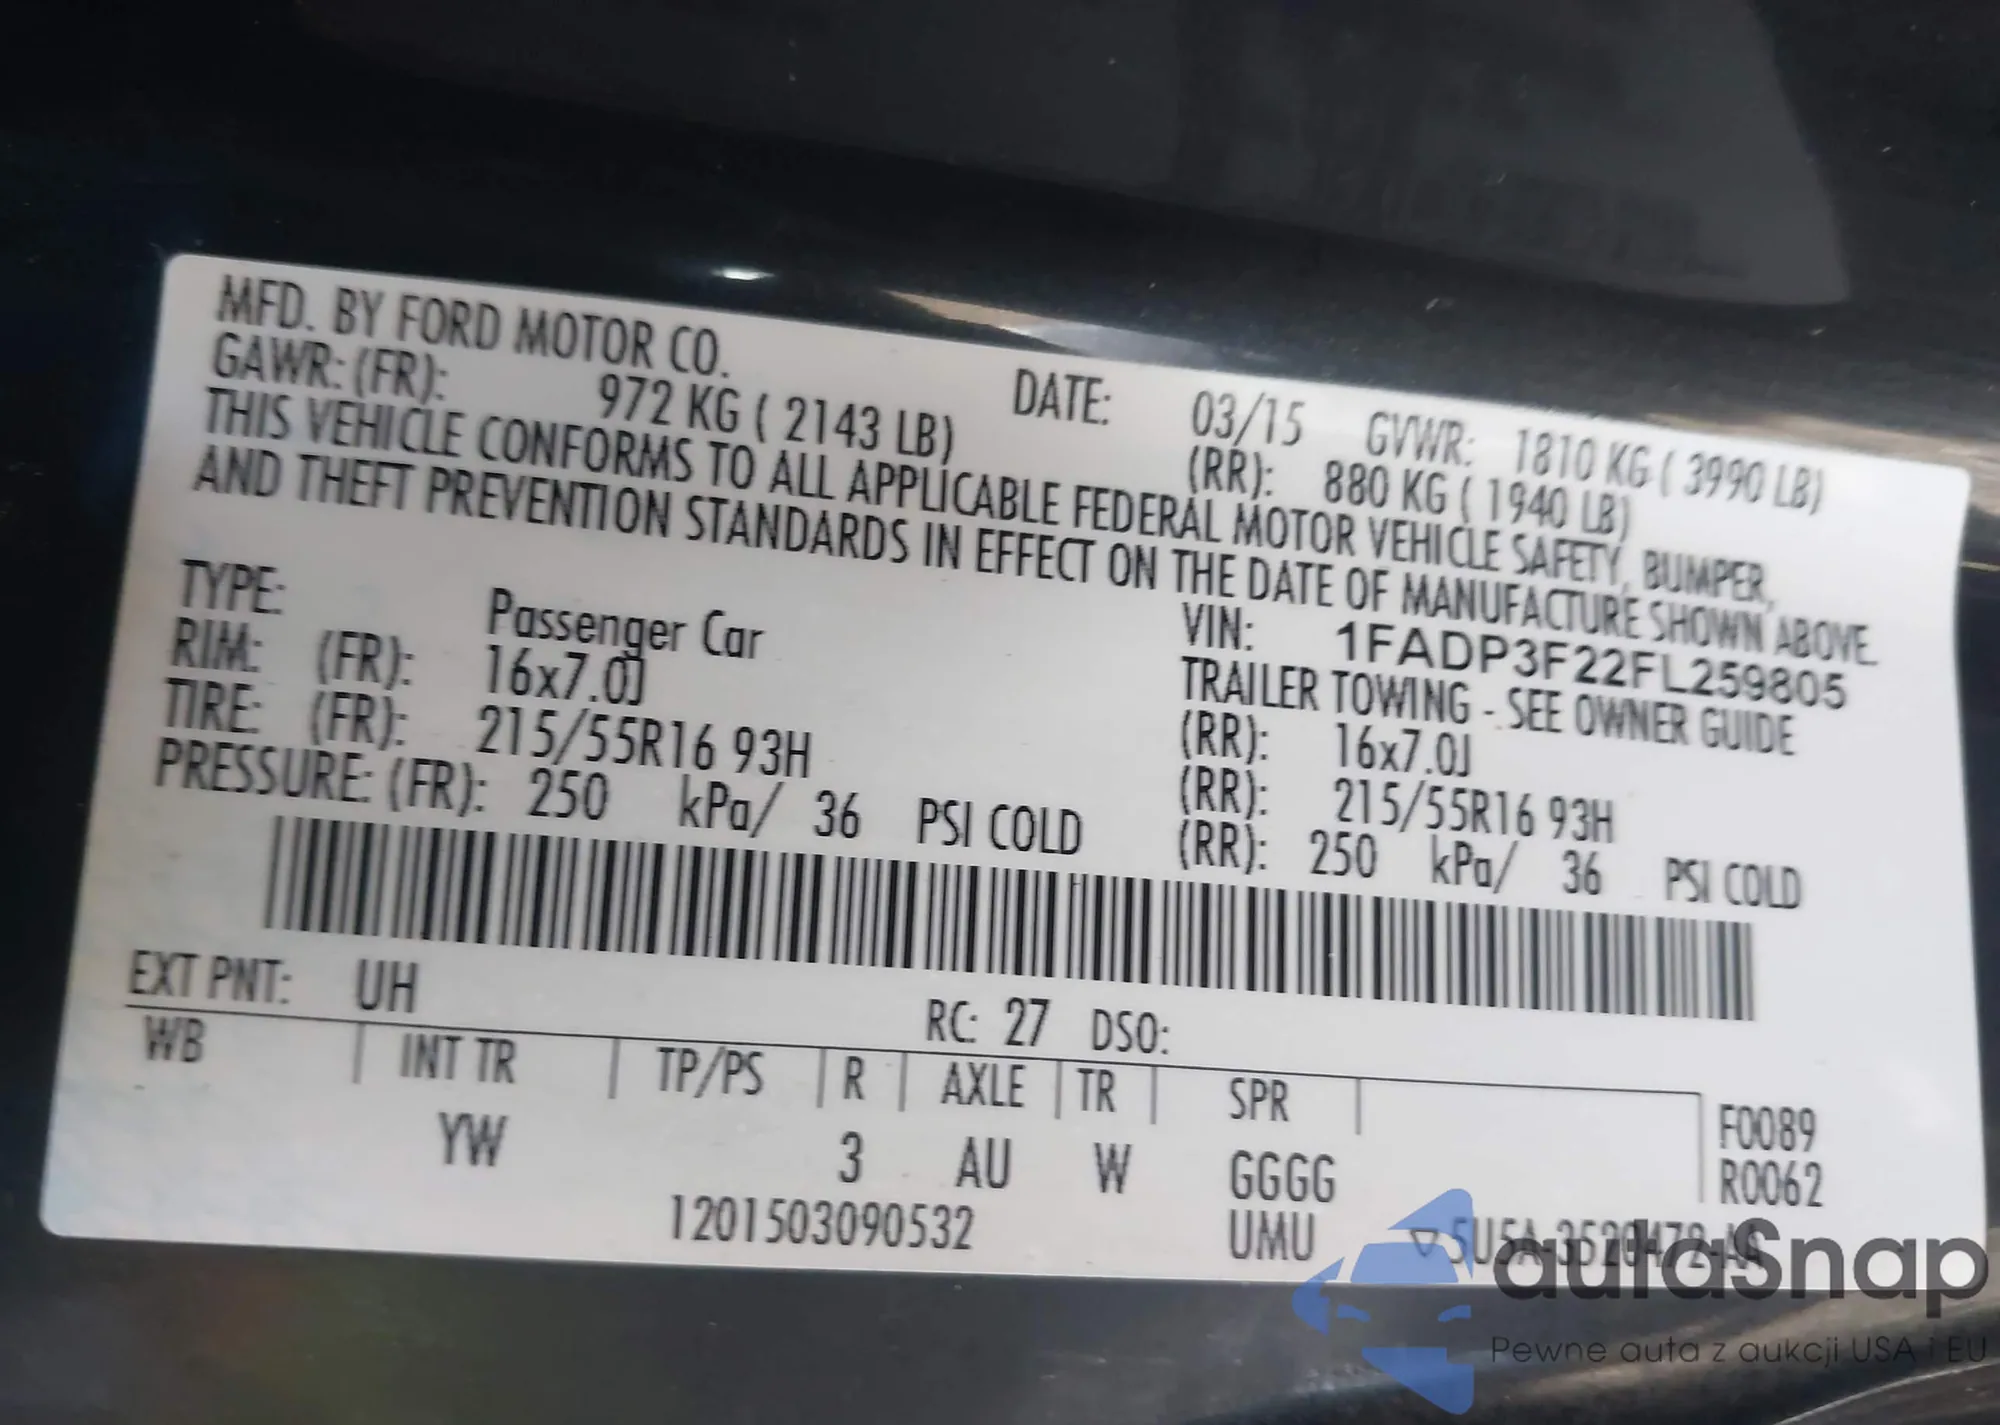 MFD. BY FORD MOTOR CO. DATE: 03/15 GVWR: 1810 KG ( 3990 LB)
GAWR: (FR): 972 KG ( 2143 LB) (RR): 880 KG ( 1940 LB)
THIS VEHICLE CONFORMS TO ALL APPLICABLE FEDERAL MOTOR VEHICLE SAFETY, BUMPER,
AND THEFT PREVENTION STANDARDS IN EFFECT ON THE DATE OF MANUFACTURE SHOWN ABOVE.
VIN: 1FADP3F22FL259805
TYPE: Passenger Car TRAILER TOWING - SEE OWNER GUIDE
RIM: (FR): 16x7.0J (RR): 16x7.0J
TIRE: (FR): 215/55R16 93H (RR): 215/55R16 93H
PRESSURE: (FR): 250 kPa/ 36 PSI COLD (RR): 250 kPa/ 36 PSI COLD
EXT PNT: UH RC: 27 DSO:
WB INT TR TP/PS R AXLE TR SPR F0089
YW 3 AU W GGGG R0062
1201503090532 UMU ▽5U5A-3520472-AA
autaSnap
Pewne auta z aukcji USA i EU